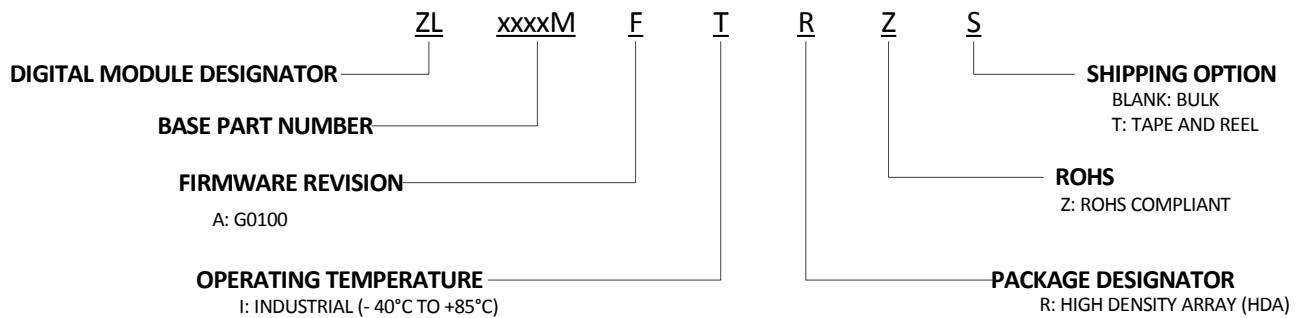 ZL xxxxM F T R Z S
DIGITAL MODULE DESIGNATOR
SHIPPING OPTION
BLANK: BULK
T: TAPE AND REEL
BASE PART NUMBER
FIRMWARE REVISION
A: G0100
ROHS
Z: ROHS COMPLIANT
OPERATING TEMPERATURE
I: INDUSTRIAL (- 40°C TO +85°C)
PACKAGE DESIGNATOR
R: HIGH DENSITY ARRAY (HDA)